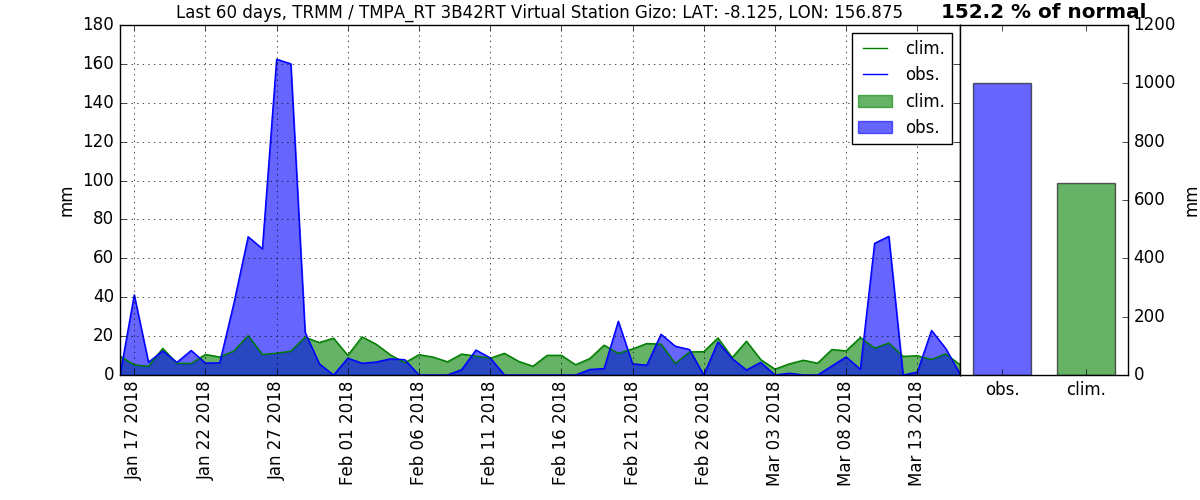 Last 60 days, TRMM / TMPA_RT 3B42RT Virtual Station Gizo: LAT: -8.125, LON: 156.875
152.2 % of normal
180
160
140
120
100
80
60
40
20
0
mm
clim.
obs.
clim.
obs.
Jan 17 2018
Jan 22 2018
Jan 27 2018
Feb 01 2018
Feb 06 2018
Feb 11 2018
Feb 16 2018
Feb 21 2018
Feb 26 2018
Mar 03 2018
Mar 08 2018
Mar 13 2018
1200
1000
800
600
400
200
0
mm
obs.
clim.